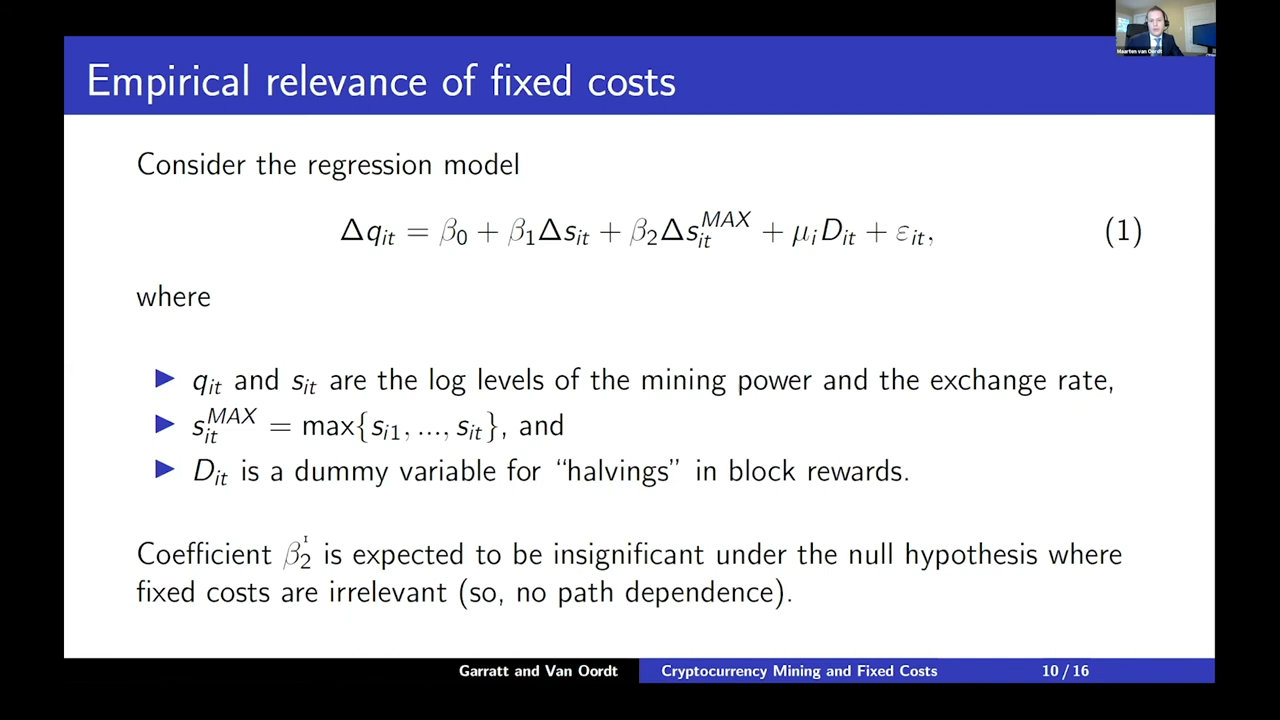 Maarten van Oordt
Empirical relevance of fixed costs
Consider the regression model
Δq_it = β_0 + β_1Δs_it + β_2Δs_it^MAX + μ_iD_it + ε_it, (1)
where
▶ q_it and s_it are the log levels of the mining power and the exchange rate,
▶ s_it^MAX = max{s_i1, ..., s_it}, and
▶ D_it is a dummy variable for “halvings” in block rewards.
Coefficient β_2 is expected to be insignificant under the null hypothesis where
fixed costs are irrelevant (so, no path dependence).
Garratt and Van Oordt Cryptocurrency Mining and Fixed Costs 10 / 16